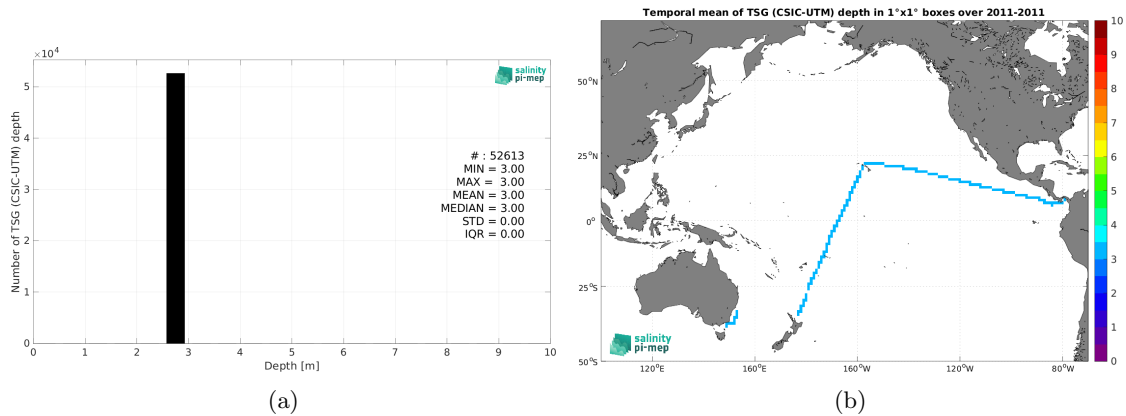 ×10⁴
5
4
3
2
1
0
Number of TSG (CSIC-UTM) depth
salinity
pi-mep
# : 52613
MIN = 3.00
MAX = 3.00
MEAN = 3.00
MEDIAN = 3.00
STD = 0.00
IQR = 0.00
0 1 2 3 4 5 6 7 8 9 10
Depth [m]
(a)
Temporal mean of TSG (CSIC-UTM) depth in 1°x1° boxes over 2011-2011
50°N
25°N
0°
25°S
50°S
120°E 160°E 160°W 120°W 80°W
salinity
pi-mep
10
9
8
7
6
5
4
3
2
1
0
(b)